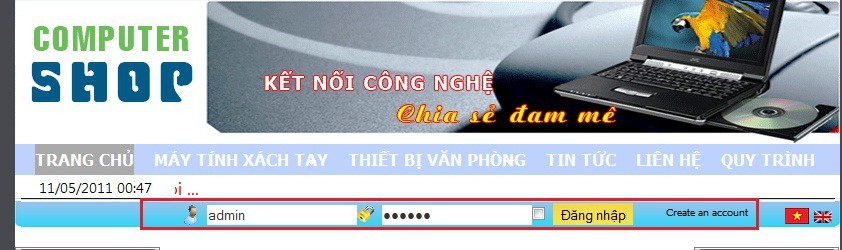 COMPUTER
SHOP
KẾT NỐI CÔNG NGHỆ
Chia sẻ đam mê
TRANG CHỦ MÁY TÍNH XÁCH TAY THIẾT BỊ VĂN PHÒNG TIN TỨC LIÊN HỆ QUY TRÌNH
11/05/2011 00:47 ...
admin •••••• Đăng nhập Create an account